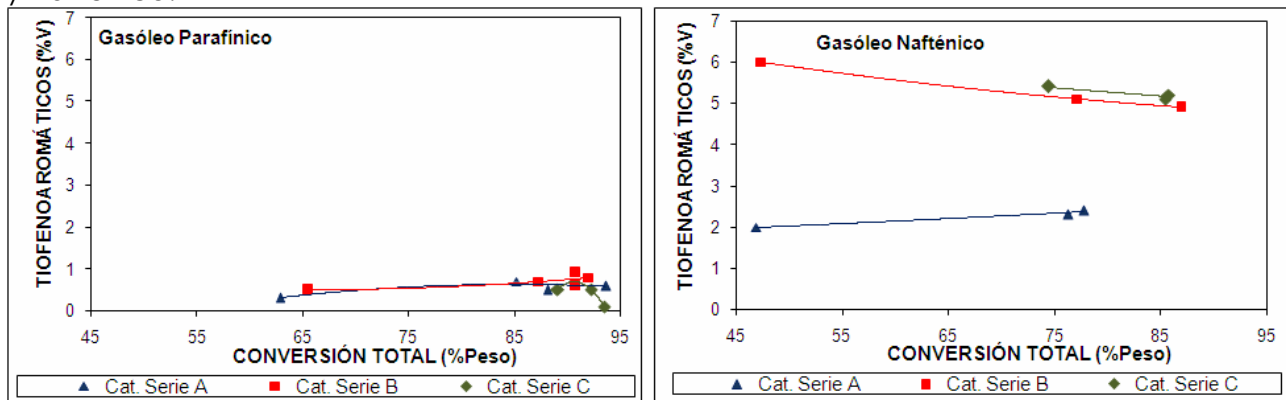 7
6
5
4
3
2
1
0
TIOFENOAROMÁTICOS (%V)
Gasóleo Parafínico
45 55 65 75 85 95
CONVERSIÓN TOTAL (%Peso)
Cat. Serie A Cat. Serie B Cat. Serie C
7
6
5
4
3
2
1
0
TIOFENOAROMÁTICOS (%V)
Gasóleo Nafténico
45 55 65 75 85 95
CONVERSIÓN TOTAL (%Peso)
Cat. Serie A Cat. Serie B Cat. Serie C